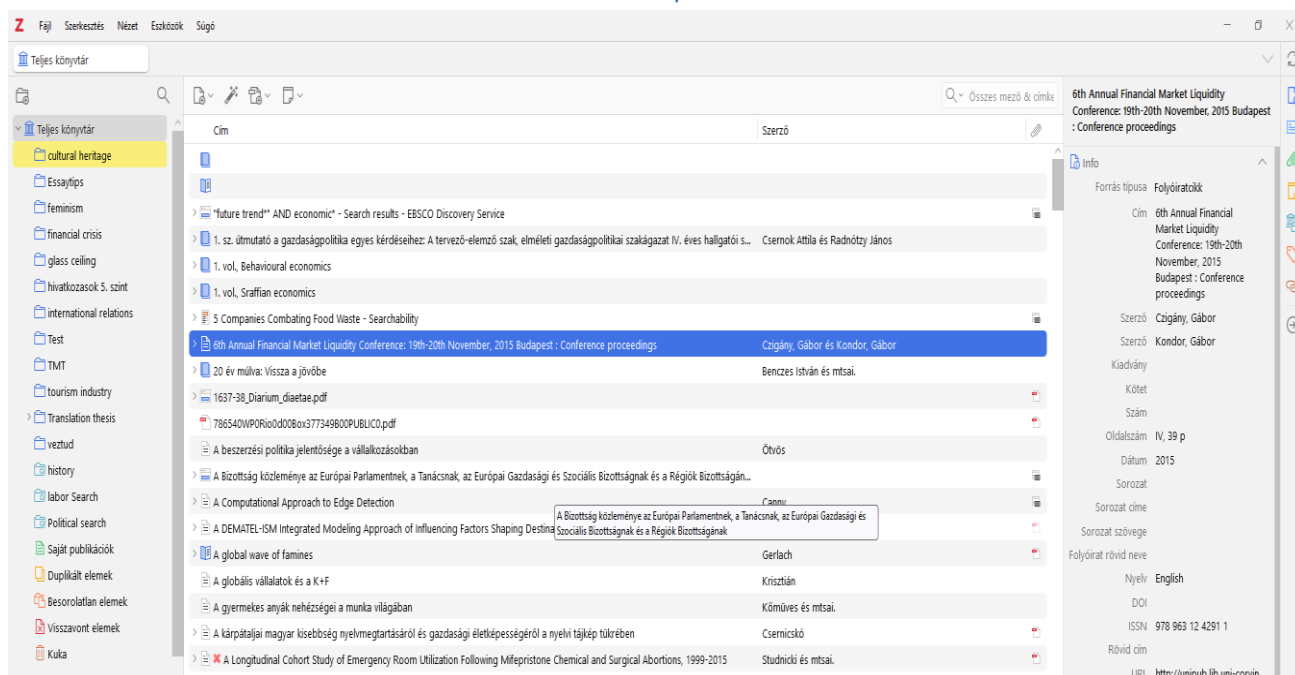 Z Fájl Szerkesztés Nézet Eszközök Súgó
Teljes könyvtár
Összes mező & címke
Teljes könyvtár
cultural heritage
Essaytips
feminism
financial crisis
glass ceiling
hivatkozasok 5. szint
international relations
Test
TMT
tourism industry
Translation thesis
veztud
history
labor Search
Political search
Saját publikációk
Duplikált elemek
Besorolatlan elemek
Visszavont elemek
Kuka
Cím Szerző
"future trend*" AND economic* - Search results - EBSCO Discovery Service
1. sz. útmutató a gazdaságpolitika egyes kérdéseihez: A tervező-elemző szak, elméleti gazdaságpolitikai szakágazat IV. éves hallgatói s... Csernok Attila és Radnótzy János
1. vol., Behavioural economics
1. vol., Sraffian economics
5 Companies Combating Food Waste - Searchability
6th Annual Financial Market Liquidity Conference: 19th-20th November, 2015 Budapest : Conference proceedings Czigány, Gábor és Kondor, Gábor
20 év múlva: Vissza a jövőbe Benczes István és mtsai.
1637-38_Diarium_diaetae.pdf
786540WP0Rio0d00Box377349B00PUBLIC0.pdf
A beszerzési politika jelentősége a vállalkozásokban Ötvös
A Bizottság közleménye az Európai Parlamentnek, a Tanácsnak, az Európai Gazdasági és Szociális Bizottságnak és a Régiók Bizottságán...
A Computational Approach to Edge Detection Canny
A DEMATEL-ISM Integrated Modeling Approach of Influencing Factors Shaping Destina
A Bizottság közleménye az Európai Parlamentnek, a Tanácsnak, az Európai Gazdasági és
Szociális Bizottságnak és a Régiók Bizottságának
A global wave of famines Gerlach
A globális vállalatok és a K+F Krisztián
A gyermekes anyák nehézségei a munka világában Kőmüves és mtsai.
A kárpátaljai magyar kisebbség nyelvmegtartásáról és gazdasági életképességéről a nyelvi tájkép tükrében Csernicskó
A Longitudinal Cohort Study of Emergency Room Utilization Following Mifepristone Chemical and Surgical Abortions, 1999-2015 Studnicki és mtsai.
6th Annual Financial Market Liquidity
Conference: 19th-20th November, 2015 Budapest
: Conference proceedings
Info
Forrás típusa Folyóiratcikk
Cím 6th Annual Financial
Market Liquidity
Conference: 19th-20th
November, 2015
Budapest : Conference
proceedings
Szerző Czigány, Gábor
Szerző Kondor, Gábor
Kiadvány
Kötet
Szám
Oldalszám IV, 39 p
Dátum 2015
Sorozat
Sorozat címe
Sorozat szövege
Folyóirat rövid neve
Nyelv English
DOI
ISSN 978 963 12 4291 1
Rövid cím
URL http://unipub.lib.uni-corvin